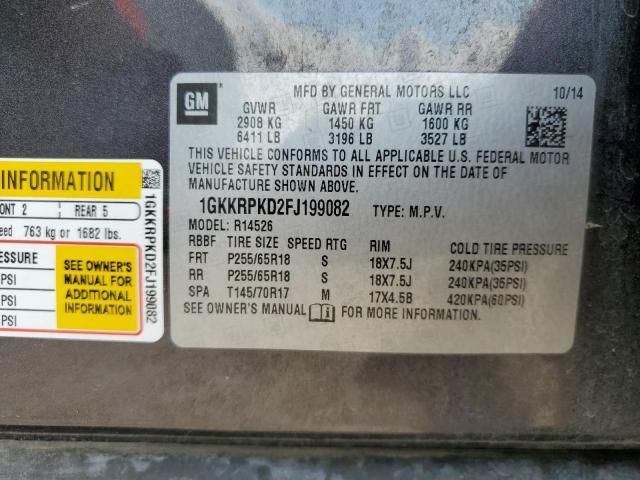 GM
MFD BY GENERAL MOTORS LLC 10/14
GVWR GAWR FRT GAWR RR
2908 KG 1450 KG 1600 KG
6411 LB 3196 LB 3527 LB
THIS VEHICLE CONFORMS TO ALL APPLICABLE U.S. FEDERAL MOTOR
VEHICLE SAFETY STANDARDS IN EFFECT ON THE DATE OF
MANUFACTURE SHOWN ABOVE.
1GKKRPKD2FJ199082 TYPE: M.P.V.
MODEL: R14526
RBBF TIRE SIZE SPEED RTG RIM COLD TIRE PRESSURE
FRT P255/65R18 S 18X7.5J 240KPA(35PSI)
RR P255/65R18 S 18X7.5J 240KPA(35PSI)
SPA T145/70R17 M 17X4.5B 420KPA(60PSI)
SEE OWNER'S MANUAL i FOR MORE INFORMATION.
INFORMATION
ONT 2 REAR 5
eed 763 kg or 1682 lbs.
ESSURE
PSI
PSI
PSI
SEE OWNER'S
MANUAL FOR
ADDITIONAL
INFORMATION
1GKKRPKD2FJ199082